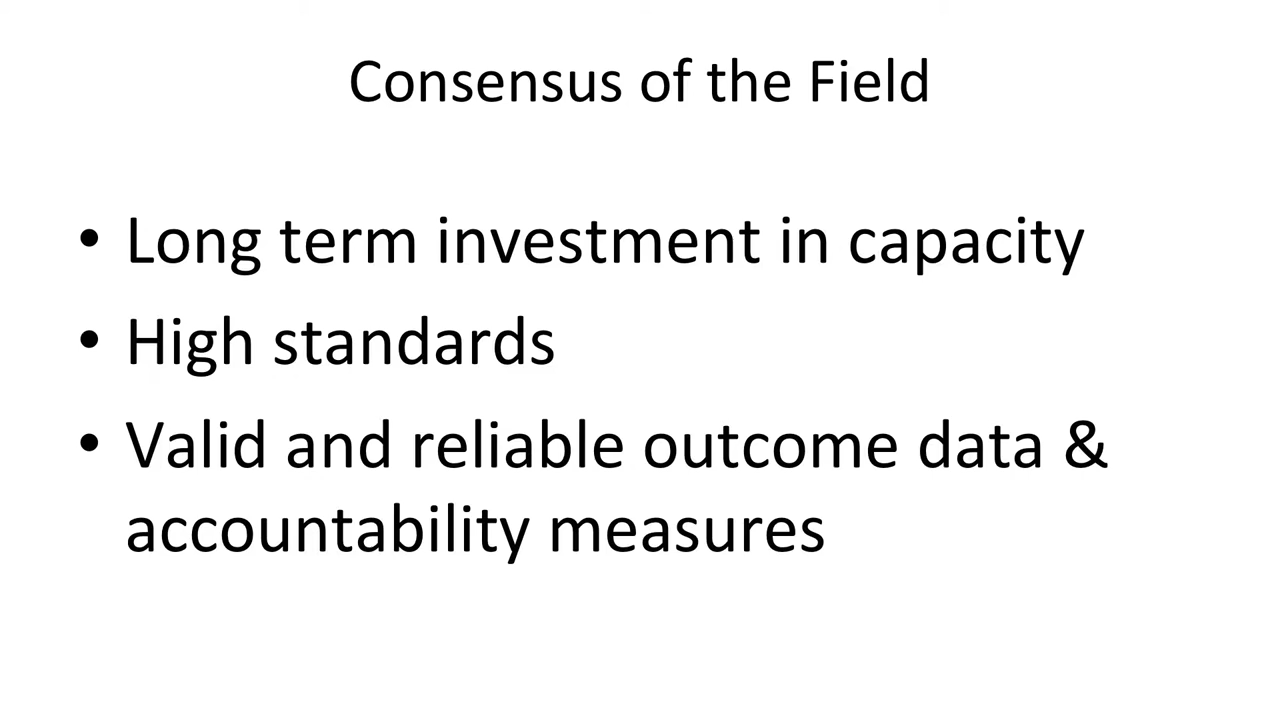 Consensus of the Field
• Long term investment in capacity
• High standards
• Valid and reliable outcome data &
accountability measures